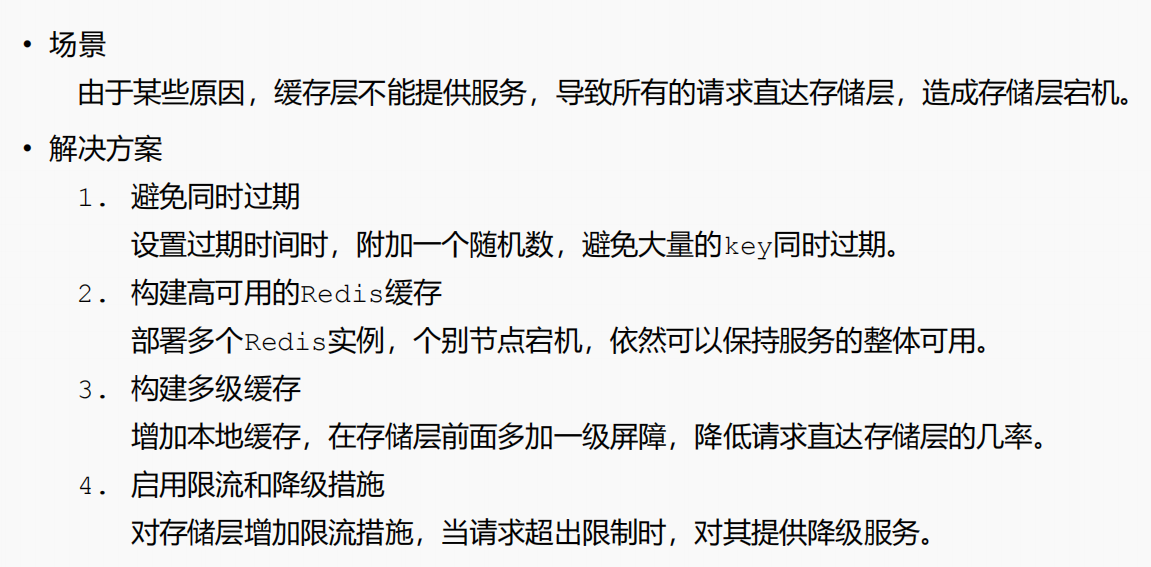 • 场景
由于某些原因，缓存层不能提供服务，导致所有的请求直达存储层，造成存储层宕机。
• 解决方案
1. 避免同时过期
设置过期时间时，附加一个随机数，避免大量的key同时过期。
2. 构建高可用的Redis缓存
部署多个Redis实例，个别节点宕机，依然可以保持服务的整体可用。
3. 构建多级缓存
增加本地缓存，在存储层前面多加一级屏障，降低请求直达存储层的几率。
4. 启用限流和降级措施
对存储层增加限流措施，当请求超出限制时，对其提供降级服务。